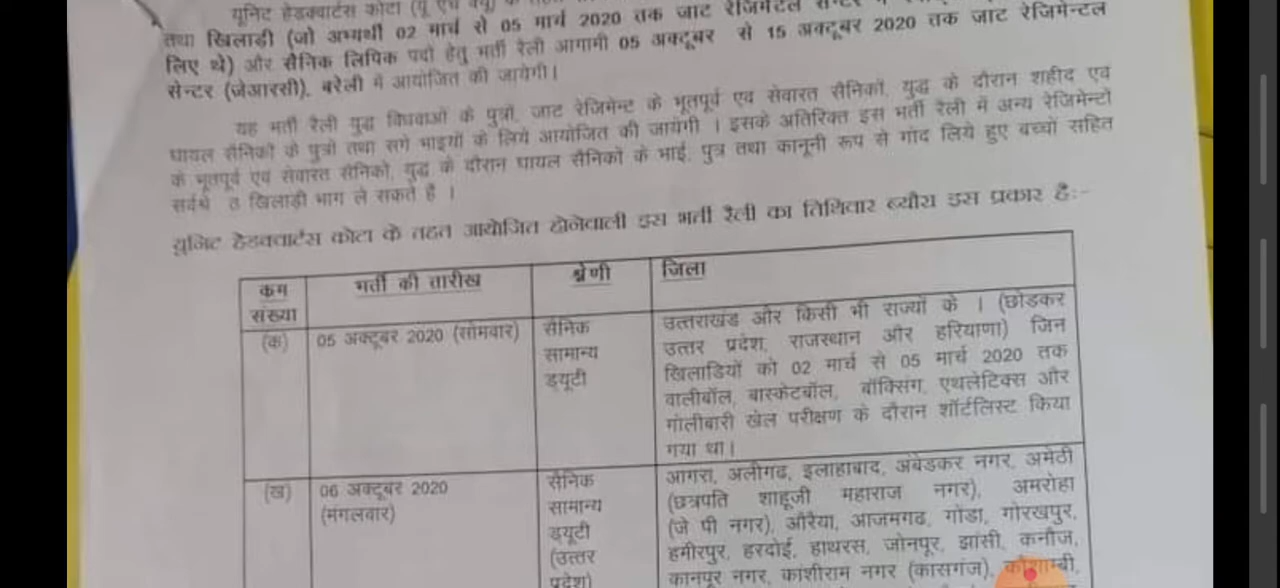 यूनिट हेडक्वार्टस कोटा (यू एच क्यू) के तहत
तथा खिलाड़ी (जो अभ्यर्थी 02 मार्च से 05 मार्च 2020 तक जाट रेजिमेंटल सेन्टर में
लिए थे) और सैनिक लिपिक पदो हेतु भर्ती रैली आगामी 05 अक्टूबर से 15 अक्टूबर 2020 तक जाट रेजिमेन्टल
सेन्टर (जेआरसी), बरेली में आयोजित की जायेगी।
यह भर्ती रैली युद्ध विधवाओं के पुत्रों, जाट रेजिमेन्ट के भूतपूर्व एवं सेवारत सैनिकों, युद्ध के दौरान शहीद एवं
घायल सैनिकों के पुत्रों तथा सगे भाइयों के लिये आयोजित की जायेगी । इसके अतिरिक्त इस भर्ती रैली में अन्य रेजिमेन्टो
के भूतपूर्व एवं सेवारत सैनिकों, युद्ध के दौरान घायल सैनिकों के भाई, पुत्र तथा कानूनी रूप से गोद लिये हुए बच्चों सहित
सर्वश्रे ठ खिलाड़ी भाग ले सकते है ।
यूनिट हेडक्वार्टस कोटा के तहत आयोजित होनेवाली इस भर्ती रैली का तिथिवार ब्यौरा इस प्रकार है:-
कम संख्या
भर्ती की तारीख
श्रेणी
जिला
(क)
05 अक्टूबर 2020 (सोमवार)
सैनिक
सामान्य
ड्यूटी
उत्तराखंड और किसी भी राज्यों के । (छोडकर
उत्तर प्रदेश, राजस्थान और हरियाणा) जिन
खिलाडियों को 02 मार्च से 05 मार्च 2020 तक
वालीबॉल, बास्केटबॉल, बॉक्सिंग, एथलेटिक्स और
गोलीबारी खेल परीक्षण के दौरान शॉर्टलिस्ट किया
गया था।
(ख)
06 अक्टूबर 2020
(मंगलवार)
सैनिक
सामान्य
ड्यूटी
(उत्तर
प्रदेश)
आगरा, अलीगढ, इलाहाबाद, अंबेडकर नगर, अमेठी
(छत्रपति शाहूजी महाराज नगर), अमरोहा
(जे पी नगर), औरैया, आजमगढ, गोंडा, गोरखपुर,
हमीरपुर, हरदोई, हाथरस, जोनपूर, झांसी, कनौज,
कानपूर नगर, कांशीराम नगर (कासगंज), कौशाम्बी,